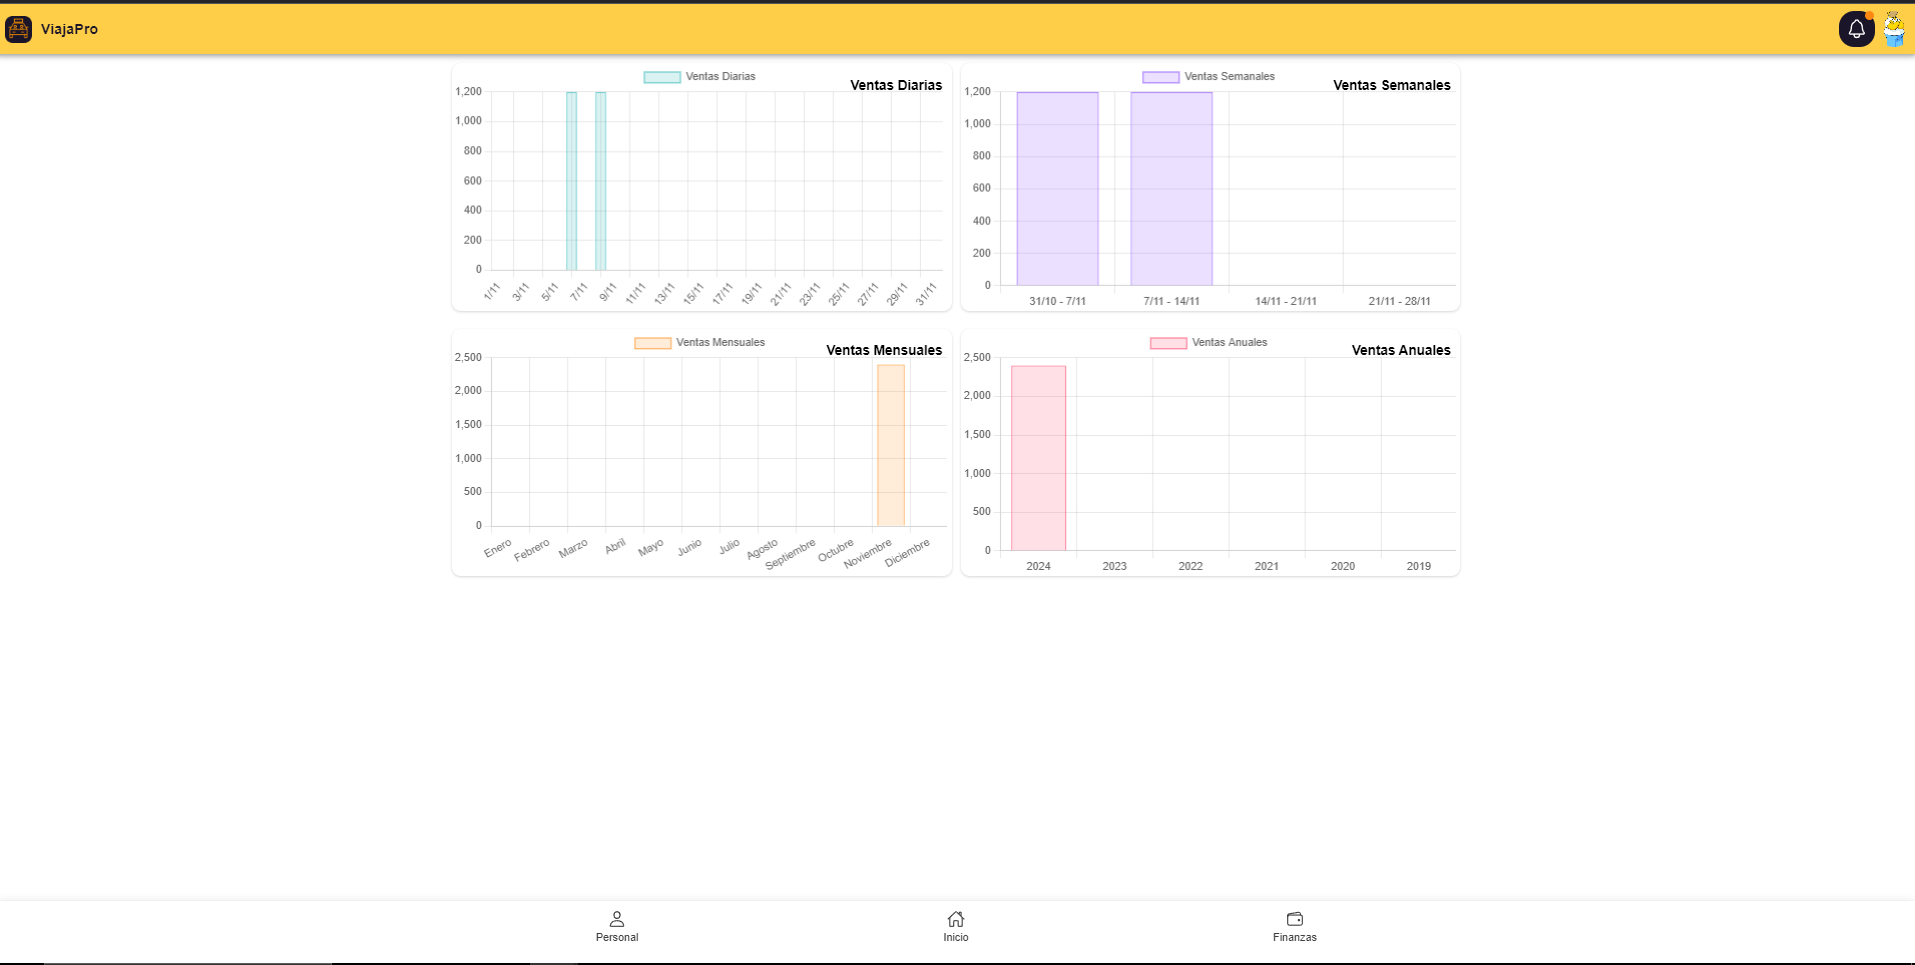 ViajaPro
Ventas Diarias
Ventas Diarias
1,200
1,000
800
600
400
200
0
1/11 3/11 5/11 7/11 9/11 11/11 13/11 15/11 17/11 19/11 21/11 23/11 25/11 27/11 29/11 31/11
Ventas Semanales
Ventas Semanales
1,200
1,000
800
600
400
200
0
31/10 - 7/11 7/11 - 14/11 14/11 - 21/11 21/11 - 28/11
Ventas Mensuales
Ventas Mensuales
2,500
2,000
1,500
1,000
500
0
Enero Febrero Marzo Abril Mayo Junio Julio Agosto Septiembre Octubre Noviembre Diciembre
Ventas Anuales
Ventas Anuales
2,500
2,000
1,500
1,000
500
0
2024 2023 2022 2021 2020 2019
Personal Inicio Finanzas